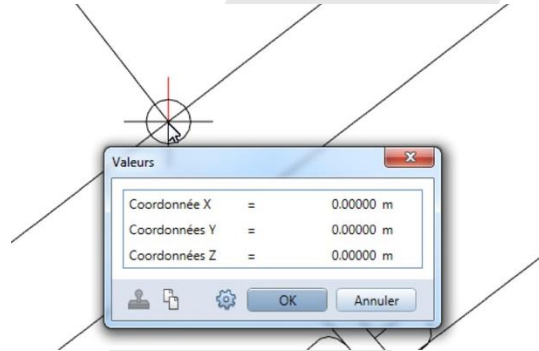 Valeurs
Coordonnée X = 0.00000 m
Coordonnées Y = 0.00000 m
Coordonnées Z = 0.00000 m
OK Annuler